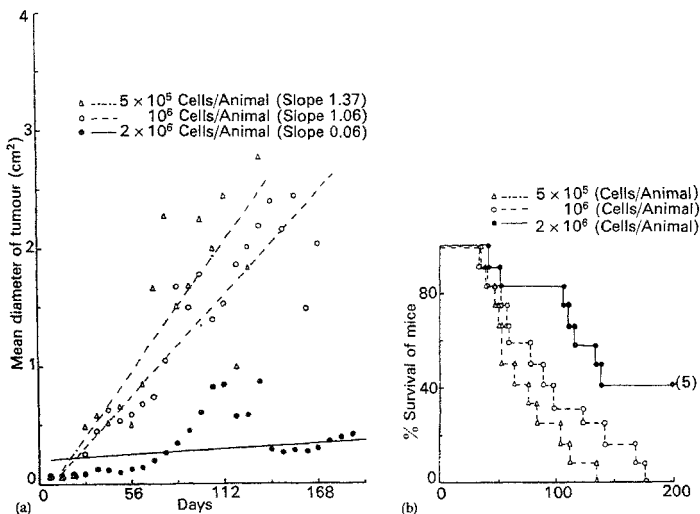 4
3
2
1
0
Mean diameter of tumour (cm²)
5 × 10⁵ Cells/Animal (Slope 1.37)
10⁶ Cells/Animal (Slope 1.06)
2 × 10⁶ Cells/Animal (Slope 0.06)
56
112
168
Days
(a)
5 × 10⁵ (Cells/Animal)
10⁶ (Cells/Animal)
2 × 10⁶ (Cells/Animal)
80
40
0
% Survival of mice
(5)
0
100
200
(b)